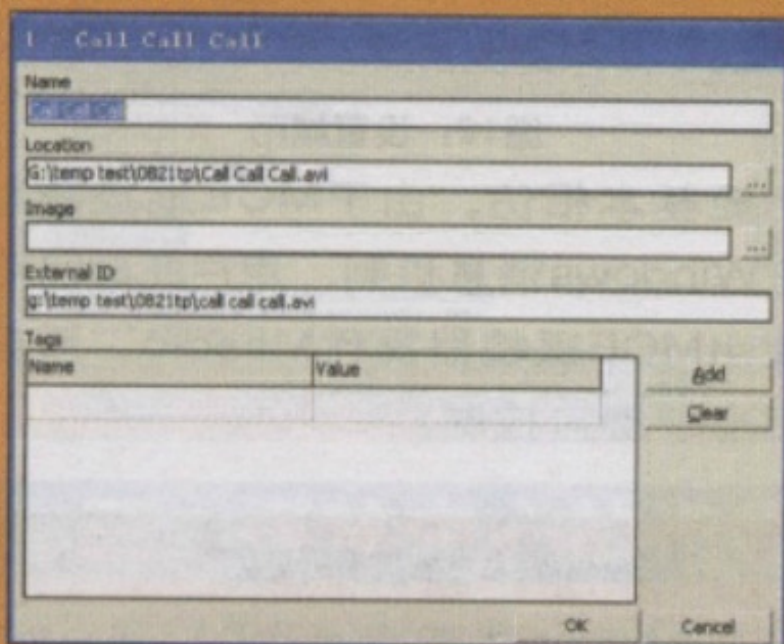 1 - Call Call Call
Name
Call Call Call
Location
G:\temp test\0821tp\Call Call Call.avi
...
Image
...
External ID
g:\temp test\0821tp\call call call.avi
Tags
Name Value
Add
Clear
OK Cancel